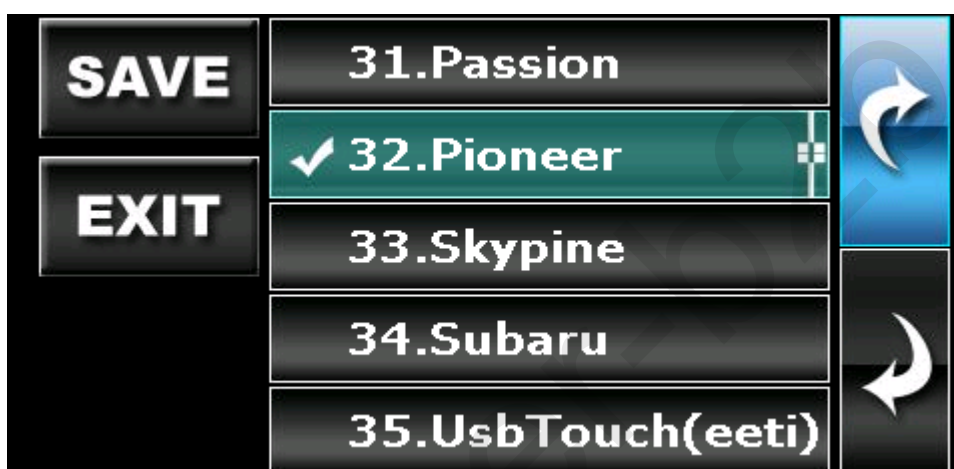 SAVE
EXIT
31.Passion
32.Pioneer
33.Skypine
34.Subaru
35.UsbTouch(eeti)